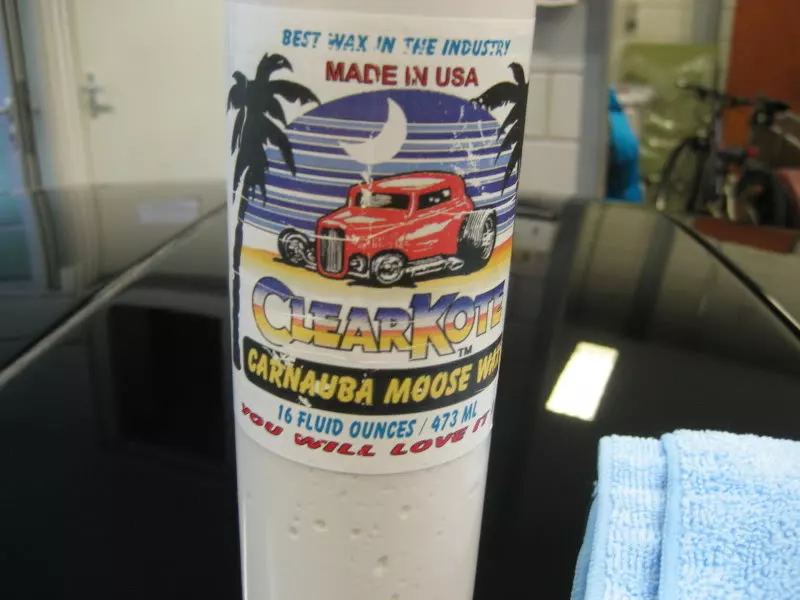 BEST WAX IN THE INDUSTRY
MADE IN USA
CLEARKOTE
TM
CARNAUBA MOOSE WAX
16 FLUID OUNCES / 473 ML
YOU WILL LOVE IT